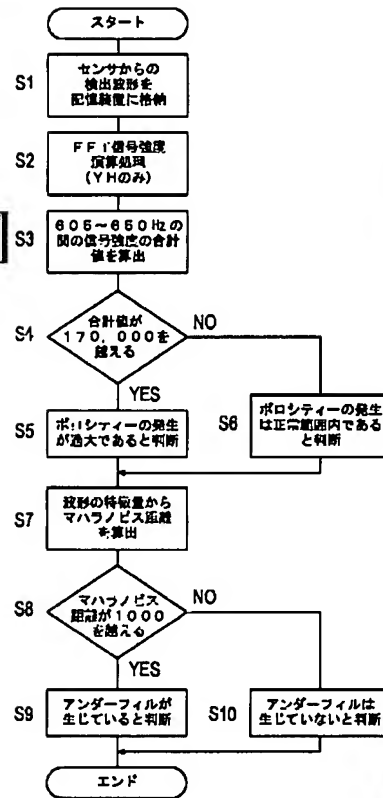 スタート
S1
センサからの
検出波形を
記憶装置に格納
S2
FFT信号強度
演算処理
(YHのみ)
S3
605～650Hzの
間の信号強度の合計
値を算出
S4
合計値が
170,000を
越える
NO
YES
S5
ポロシティーの発生
が過大であると判断
S6
ポロシティーの発生
は正常範囲内である
と判断
S7
波形の特徴量から
マハラノビス距離
を算出
S8
マハラノビス
距離が1000
を越える
NO
YES
S9
アンダーフィルが
生じていると判断
S10
アンダーフィルは
生じていないと判断
エンド